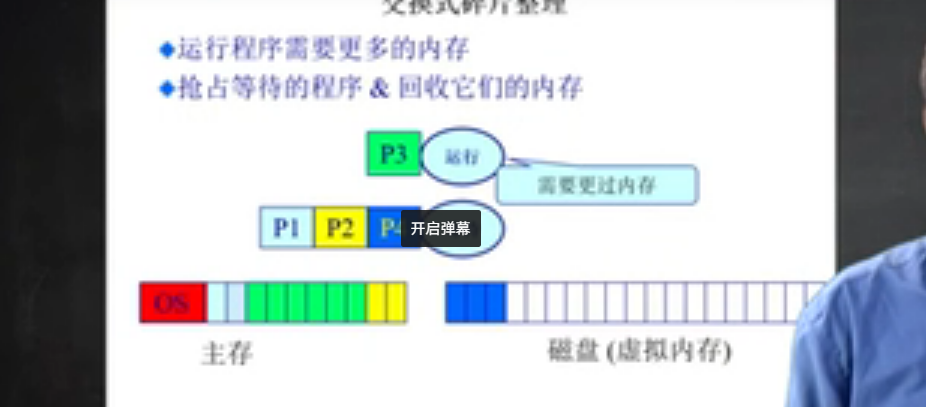 交换式碎片整理
运行程序需要更多的内存
抢占等待的程序 & 回收它们的内存
P3 运行
需要更过内存
P1 P2 P4 开启弹幕
OS
主存 磁盘 (虚拟内存)